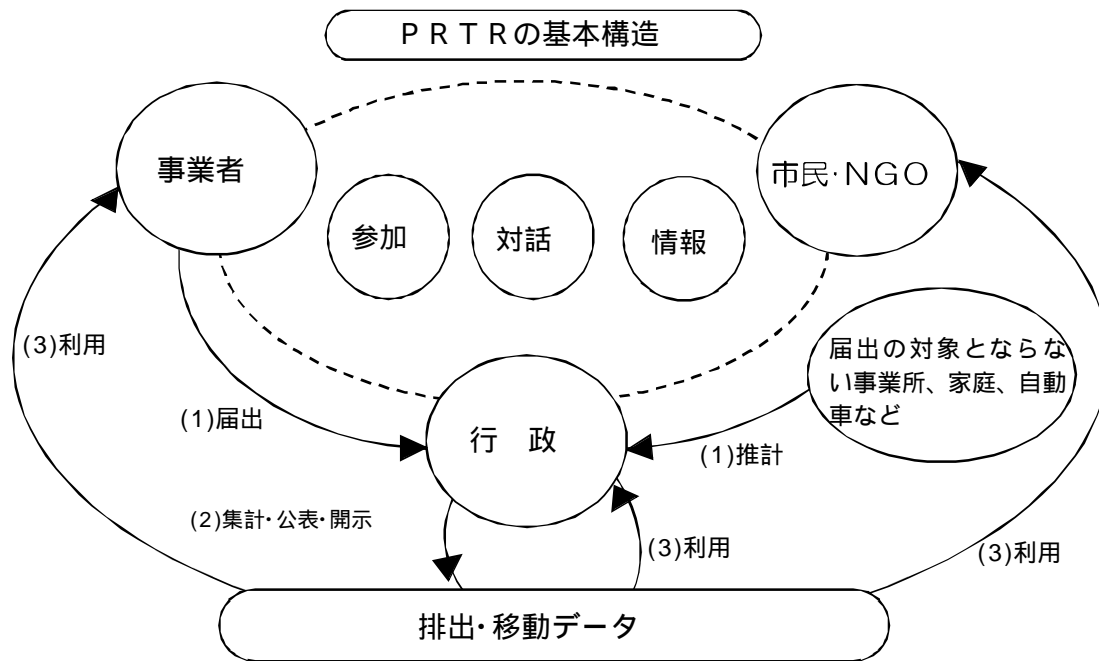 ＰＲＴＲの基本構造
事業者
市民･ＮＧＯ
参加
対話
情報
(3)利用
届出の対象とならな
い事業所、家庭、自動
車など
(1)届出
行　政
(1)推計
(2)集計･公表･開示
(3)利用
(3)利用
排出･移動データ